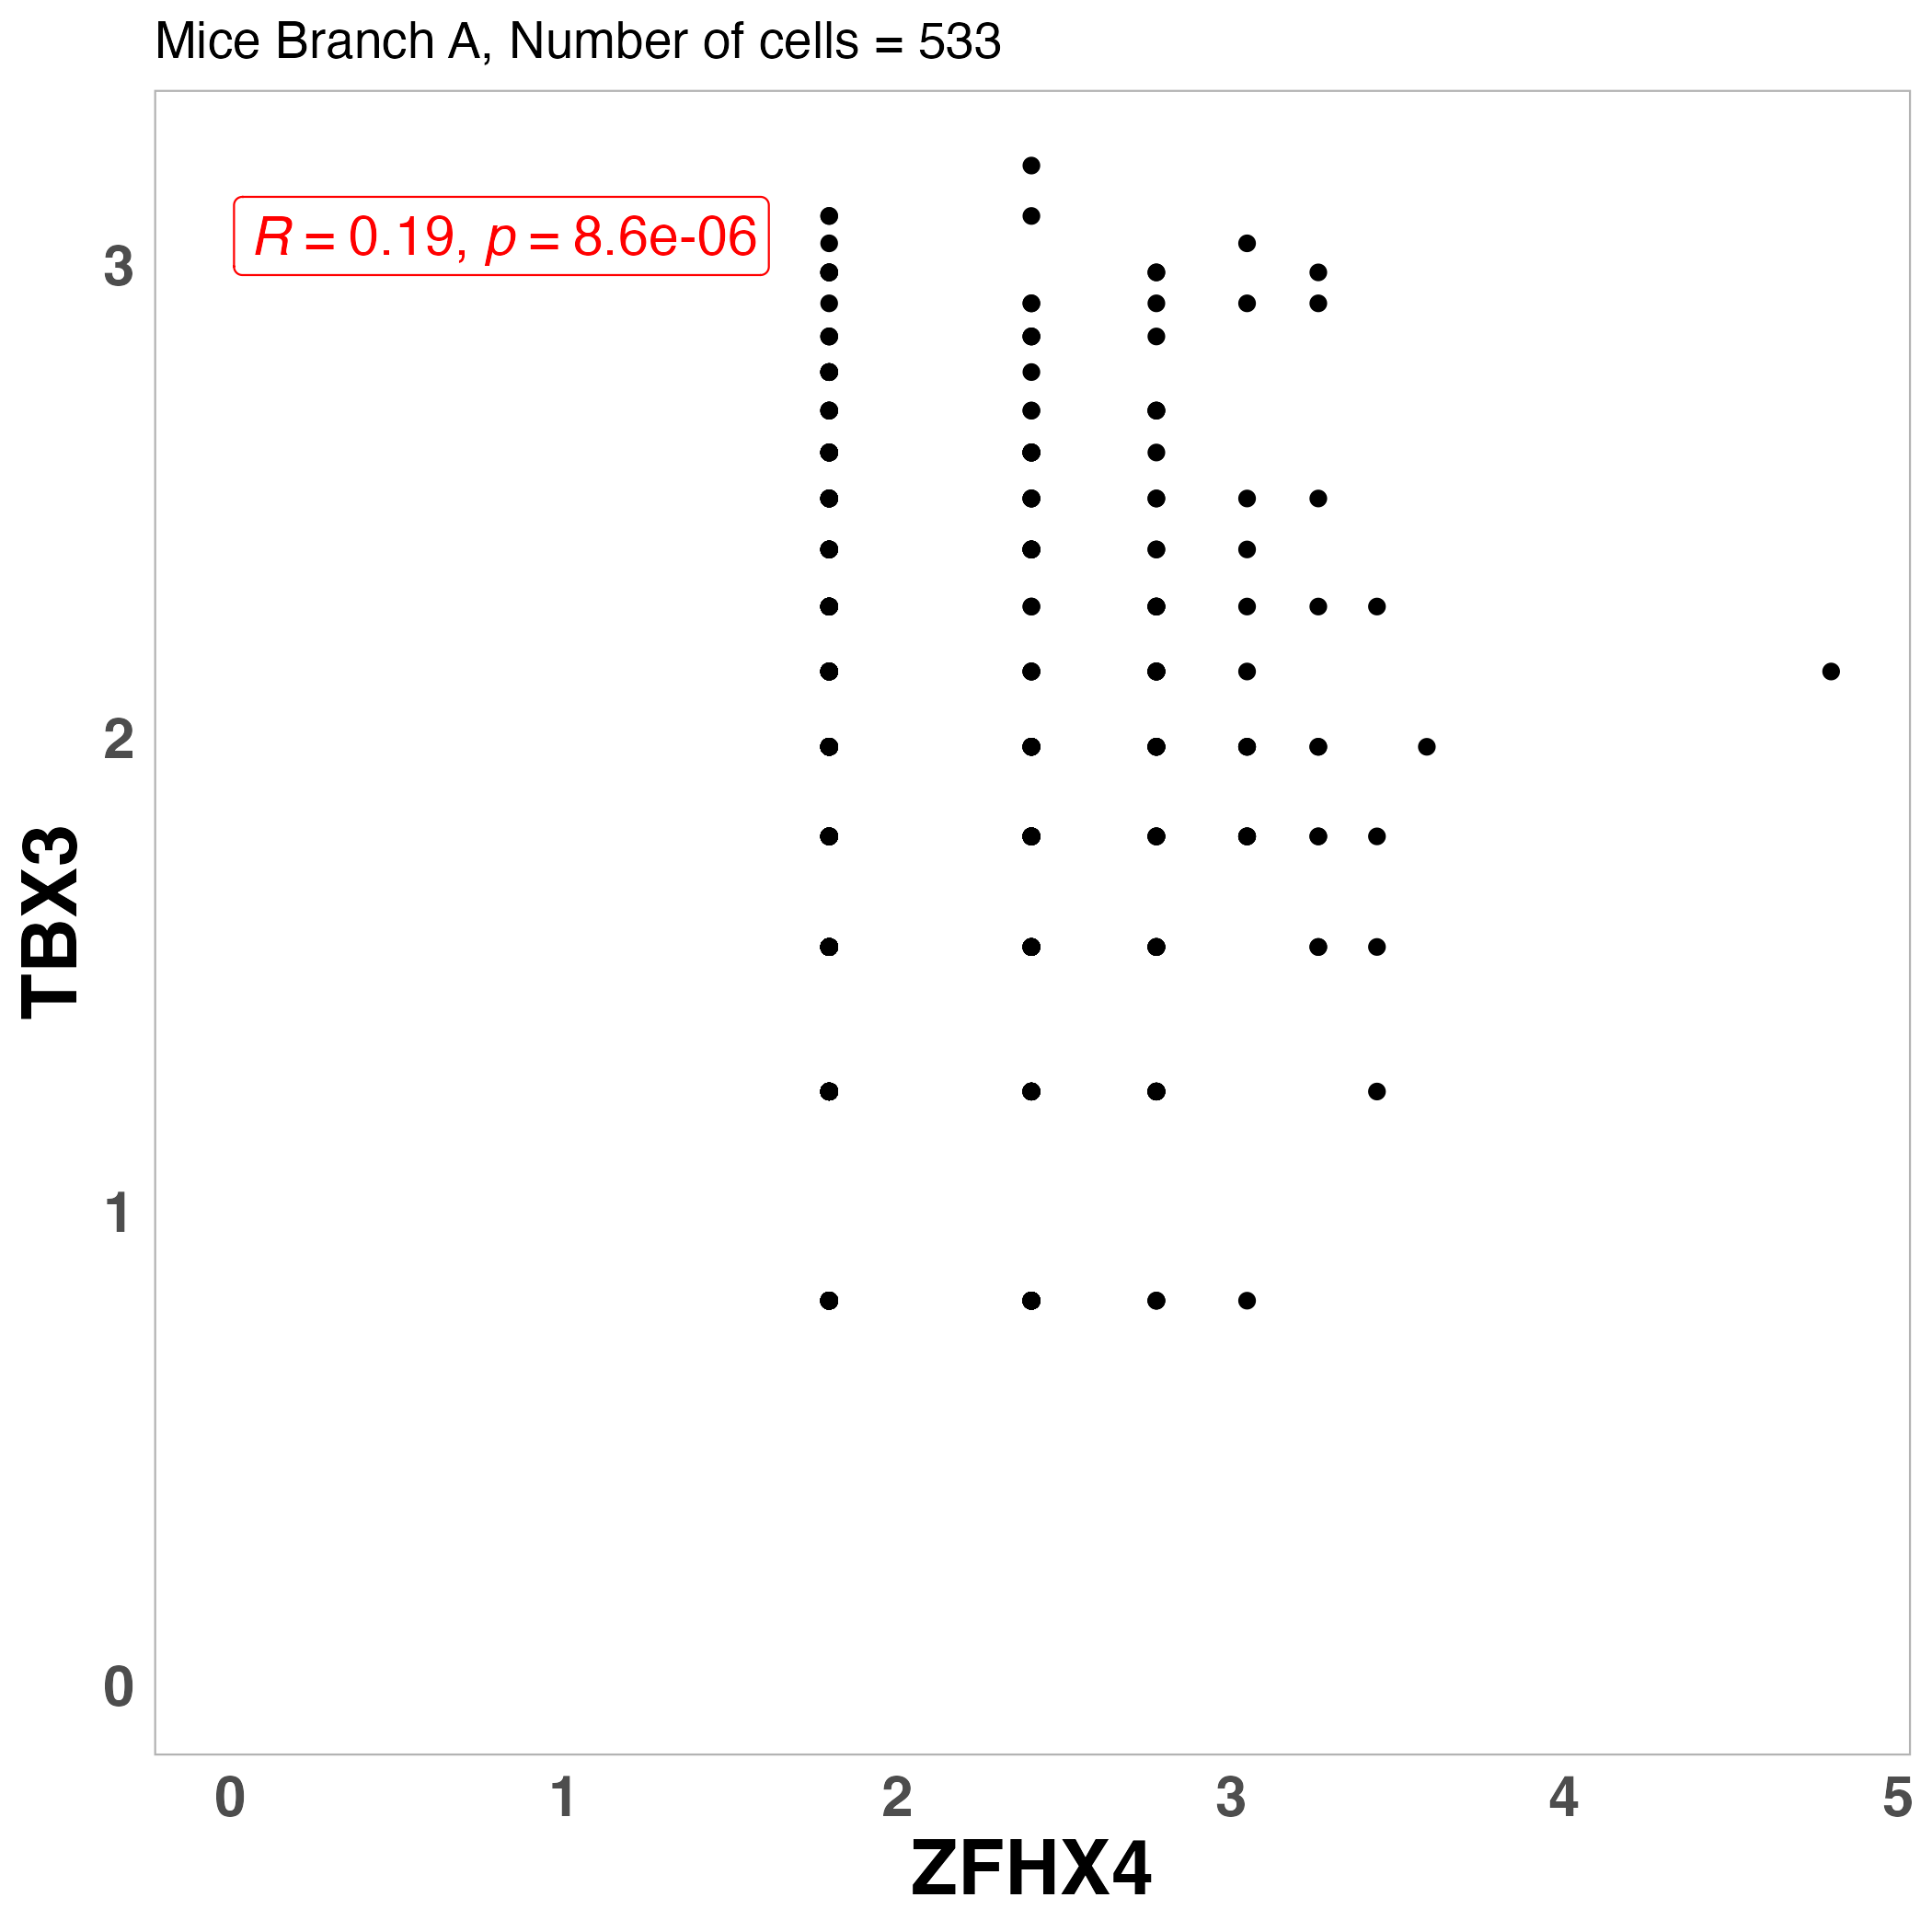 Mice Branch A, Number of cells = 533
R = 0.19, p = 8.6e-06
3
2
1
0
TBX3
0 1 2 3 4 5
ZFHX4